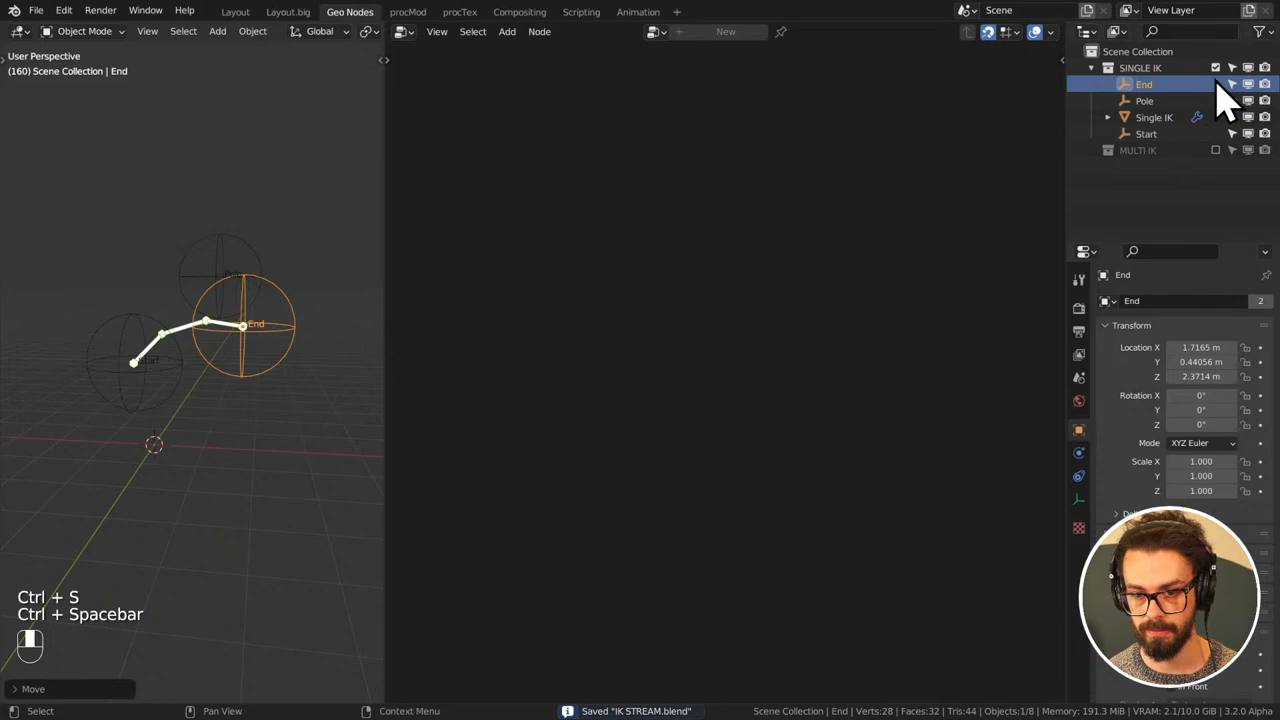 File Edit Render Window Help Layout Layout.big Geo Nodes procMod procTex Compositing Scripting Animation + Scene View Layer
Object Mode View Select Add Object Global View Select Add Node New
User Perspective
(160) Scene Collection | End
Scene Collection
SINGLE IK
End
Pole
Single IK
Start
MULTI IK
End
End 2
Transform
Location X 1.7165 m
Y 0.44056 m
Z 2.3714 m
Rotation X 0°
Y 0°
Z 0°
Mode XYZ Euler
Scale X 1.000
Y 1.000
Z 1.000
End
Start
Ctrl + S
Ctrl + Spacebar
Move
In Front
Select Pan View Context Menu Saved "IK STREAM.blend" Scene Collection | End | Verts:28 | Faces:32 | Tris:44 | Objects:1/8 | Memory: 191.3 MiB | VRAM: 2.1/10.0 GiB | 3.2.0 Alpha